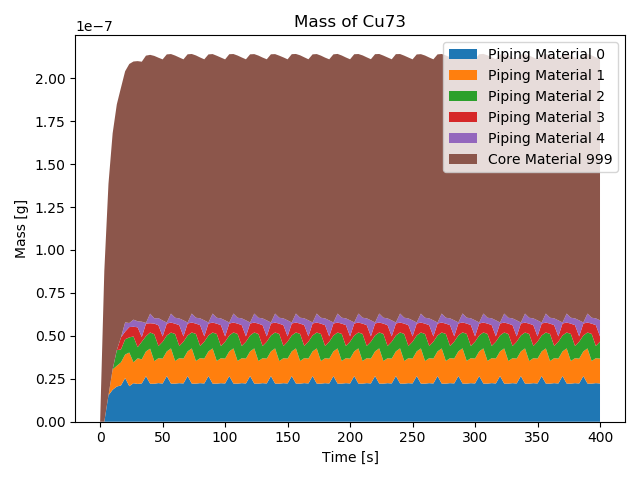 Mass of Cu73
1e−7
Piping Material 0
Piping Material 1
Piping Material 2
Piping Material 3
Piping Material 4
Core Material 999
2.00
1.75
1.50
1.25
1.00
0.75
0.50
0.25
0.00
Mass [g]
0 50 100 150 200 250 300 350 400
Time [s]